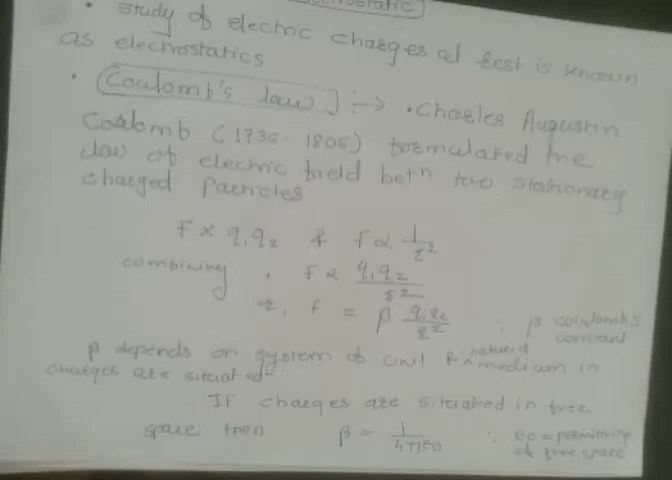 Electrostatic
• Study of electric charges at rest is known
as electrostatics
• Coulomb's law :→ • Charles Augustin
Coulomb (1736-1806) formulated the
law of electric field betⁿ two stationary
charged Particles
f ∝ q₁q₂ & f ∝ 1/r²
combining, f ∝ q₁q₂/r²
or, f = β q₁q₂/r² ∵ β coulomb's
constant
β depends on system of unit & nature of medium in
charges are situated
If charges are situated in free
space then β = 1/4πε₀ ∵ ε₀ = permittivity
of free space